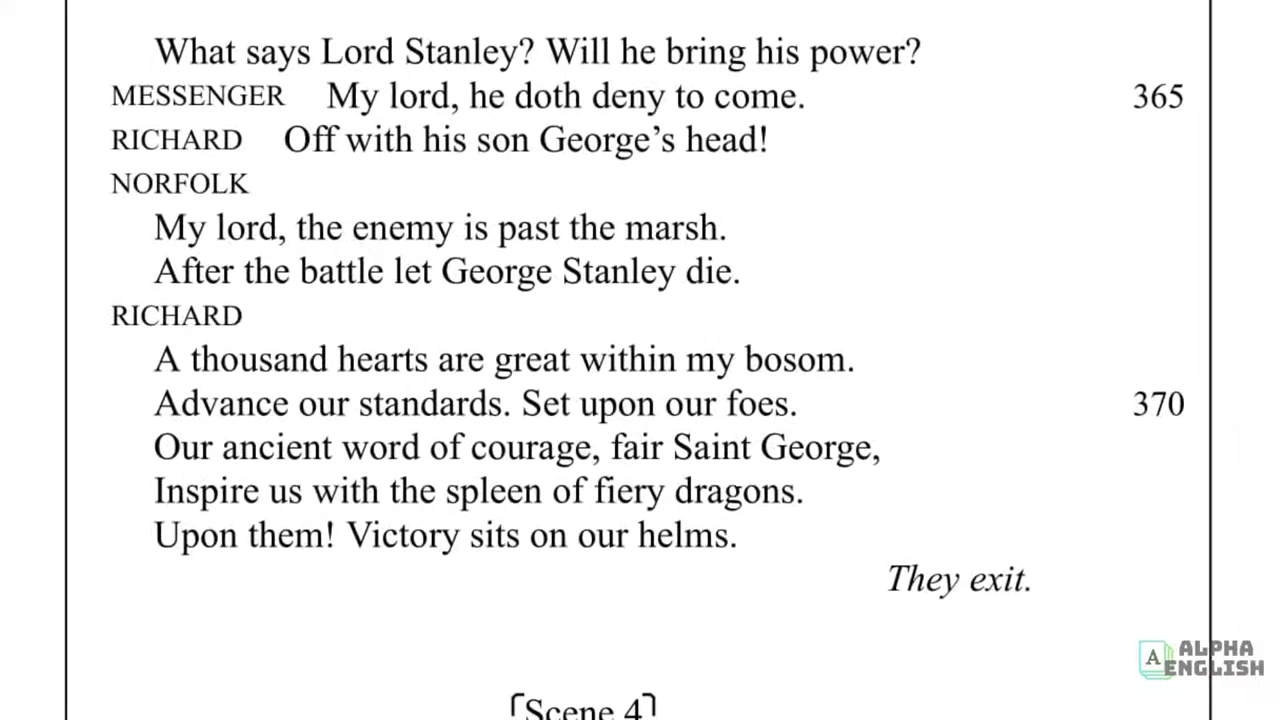 What says Lord Stanley? Will he bring his power?
MESSENGER My lord, he doth deny to come. 365
RICHARD Off with his son George’s head!
NORFOLK
My lord, the enemy is past the marsh.
After the battle let George Stanley die.
RICHARD
A thousand hearts are great within my bosom.
Advance our standards. Set upon our foes. 370
Our ancient word of courage, fair Saint George,
Inspire us with the spleen of fiery dragons.
Upon them! Victory sits on our helms.
They exit.
A ALPHA
ENGLISH
⌜Scene 4⌝